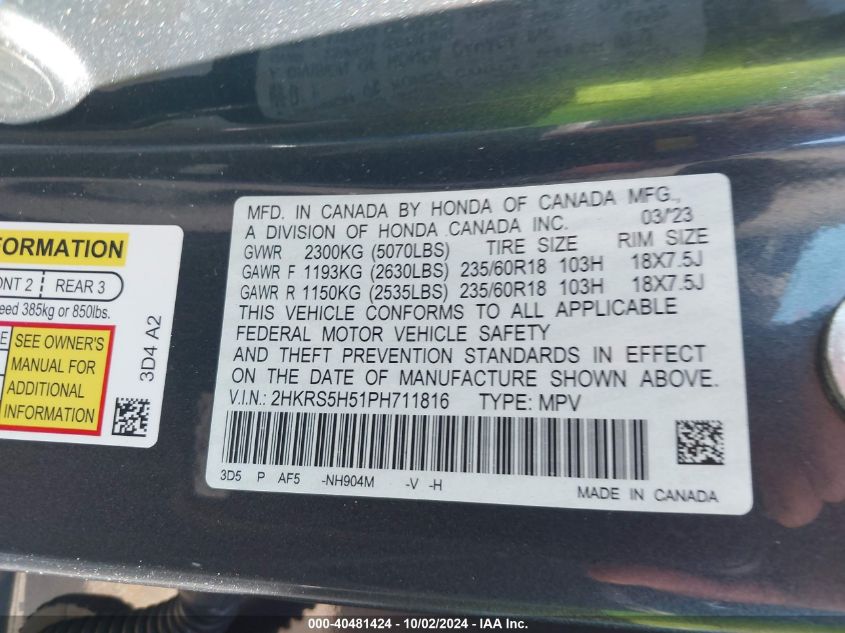 MFD. IN CANADA BY HONDA OF CANADA MFG.,
A DIVISION OF HONDA CANADA INC. 03/'23
GVWR 2300KG (5070LBS) TIRE SIZE RIM SIZE
GAWR F 1193KG (2630LBS) 235/60R18 103H 18X7.5J
GAWR R 1150KG (2535LBS) 235/60R18 103H 18X7.5J
THIS VEHICLE CONFORMS TO ALL APPLICABLE
FEDERAL MOTOR VEHICLE SAFETY
AND THEFT PREVENTION STANDARDS IN EFFECT
ON THE DATE OF MANUFACTURE SHOWN ABOVE.
V.I.N.: 2HKRS5H51PH711816 TYPE: MPV
3D5 P AF5 -NH904M -V -H
MADE IN CANADA
FORMATION
NT 2 REAR 3
eed 385kg or 850lbs.
E SEE OWNER'S
MANUAL FOR
ADDITIONAL
INFORMATION
3D4 A2
000-40481424 - 10/02/2024 - IAA Inc.